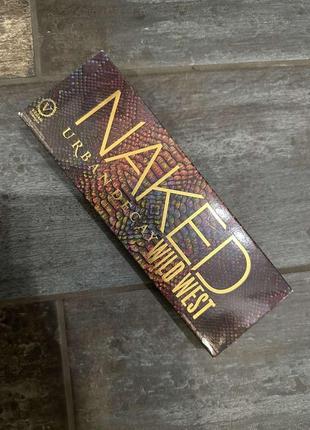 NAKED
URBAN DECAY
WILD WEST
V